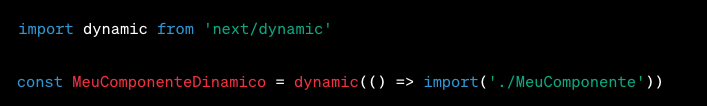 import dynamic from 'next/dynamic'
const MeuComponenteDinamico = dynamic(() => import('./MeuComponente'))